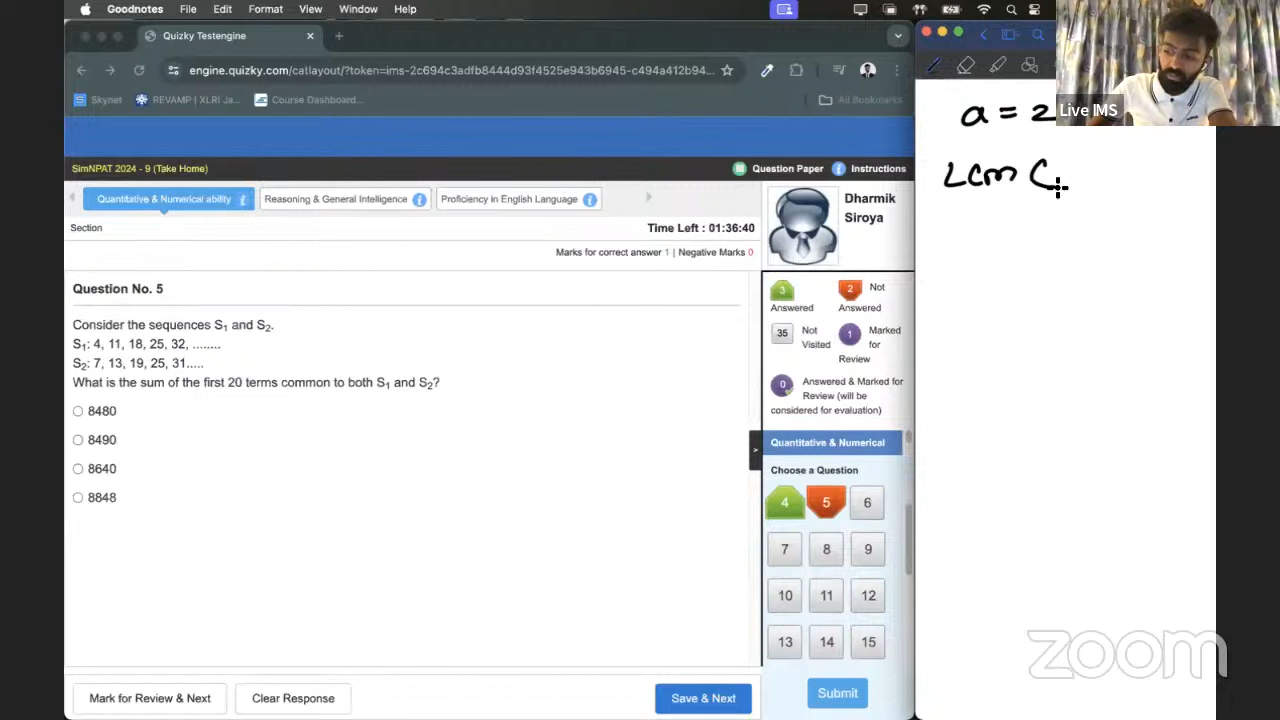 Goodnotes File Edit Format View Window Help
Quizky Testengine
engine.quizky.com/catlayout/?token=ims-2c694c3adfb6444d93f4525e943b6945-c494a412b94...
Skynet REVAMP | XLRI Ja... Course Dashboard... All Bookmarks
SimNPAT 2024 - 9 (Take Home) Question Paper Instructions
Quantitative & Numerical ability Reasoning & General Intelligence Proficiency in English Language
Section
Time Left : 01:36:40
Marks for correct answer 1 | Negative Marks 0
Question No. 5
Consider the sequences S1 and S2.
S1: 4, 11, 18, 25, 32, ........
S2: 7, 13, 19, 25, 31.....
What is the sum of the first 20 terms common to both S1 and S2?
8480
8490
8640
8848
Mark for Review & Next Clear Response Save & Next
Dharmik
Siroya
3 Answered
2 Not Answered
35 Not Visited
1 Marked for Review
0 Answered & Marked for Review (will be considered for evaluation)
>
Quantitative & Numerical
Choose a Question
4 5 6
7 8 9
10 11 12
13 14 15
Submit
a = 2
LCM (
Live IMS
zoom